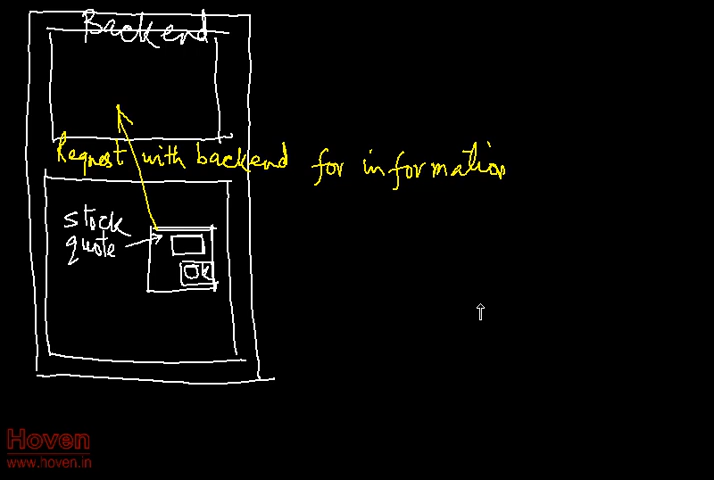 Backend
Request with backend for information
stock
quote
OK
Hoven
www.hoven.in